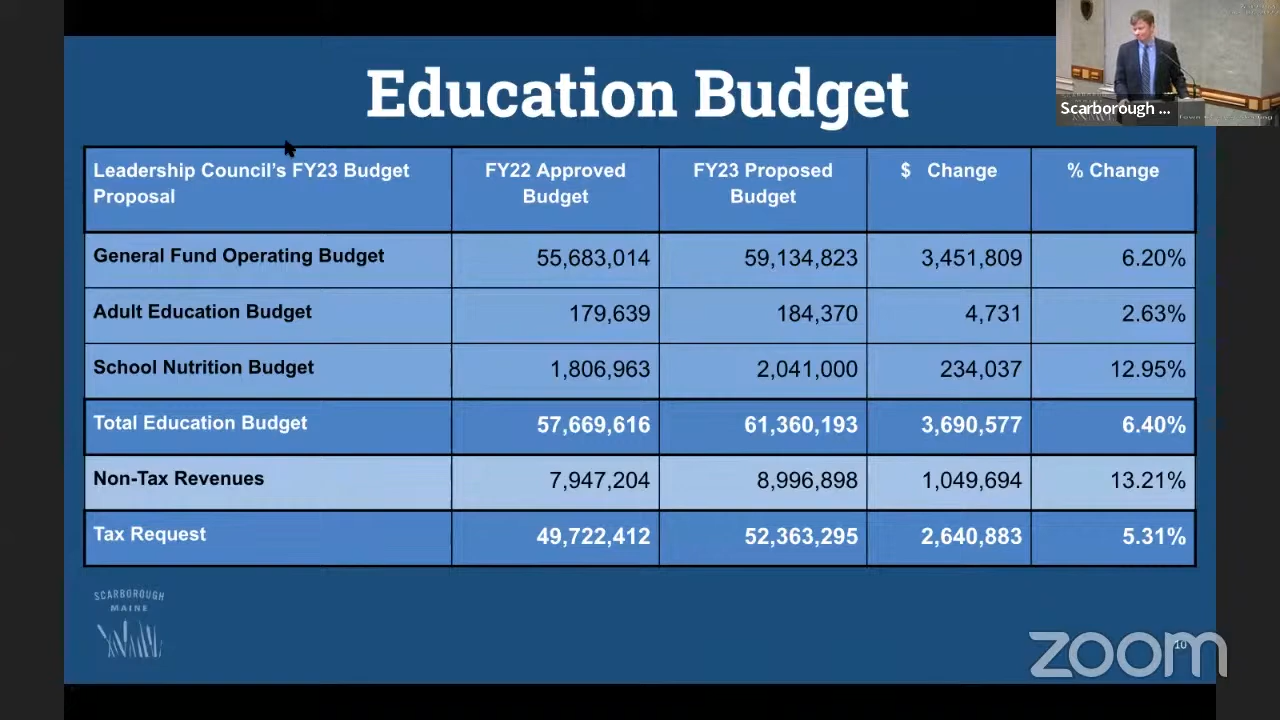 Education Budget
Scarborough ...
Leadership Council's FY23 Budget Proposal
FY22 Approved Budget
FY23 Proposed Budget
$ Change
% Change
General Fund Operating Budget 55,683,014 59,134,823 3,451,809 6.20%
Adult Education Budget 179,639 184,370 4,731 2.63%
School Nutrition Budget 1,806,963 2,041,000 234,037 12.95%
Total Education Budget 57,669,616 61,360,193 3,690,577 6.40%
Non-Tax Revenues 7,947,204 8,996,898 1,049,694 13.21%
Tax Request 49,722,412 52,363,295 2,640,883 5.31%
SCARBOROUGH
MAINE
zoom
10